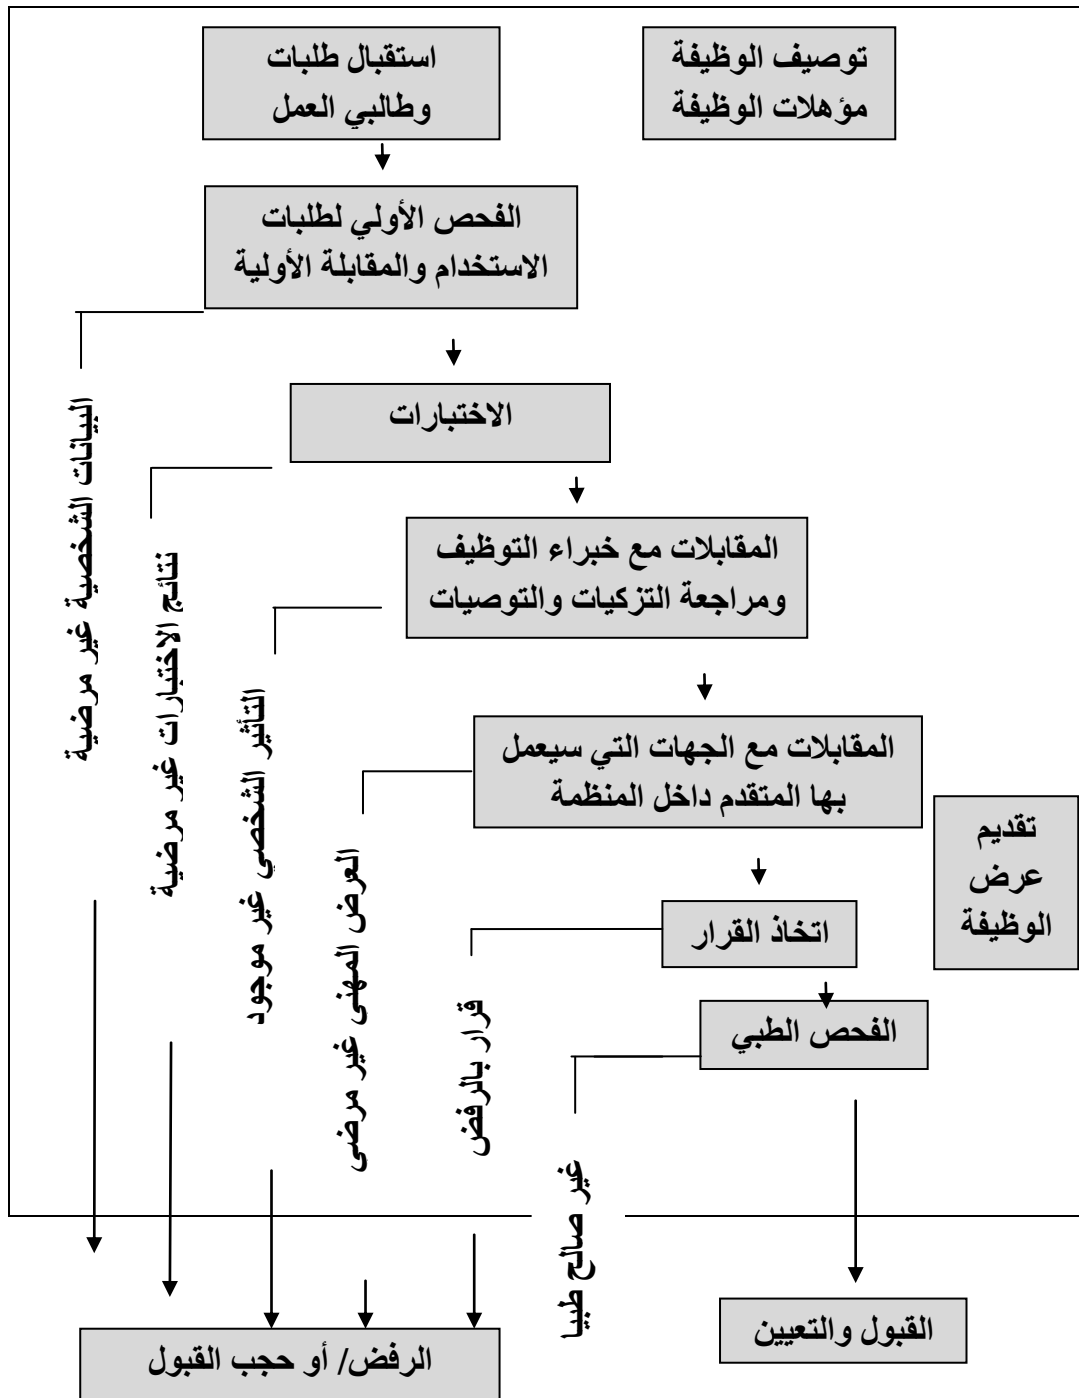 توصيف الوظيفة
مؤهلات الوظيفة
استقبال طلبات
وطالبي العمل
الفحص الأولي لطلبات
الاستخدام والمقابلة الأولية
الاختبارات
المقابلات مع خبراء التوظيف
ومراجعة التزكيات والتوصيات
المقابلات مع الجهات التي سيعمل
بها المتقدم داخل المنظمة
تقديم
عرض
الوظيفة
اتخاذ القرار
الفحص الطبي
البيانات الشخصية غير مرضية
نتائج الاختبارات غير مرضية
التأثير الشخصي غير موجود
العرض المهنى غير مرضى
قرار بالرفض
غير صالح طبيا
القبول والتعيين
الرفض/ أو حجب القبول